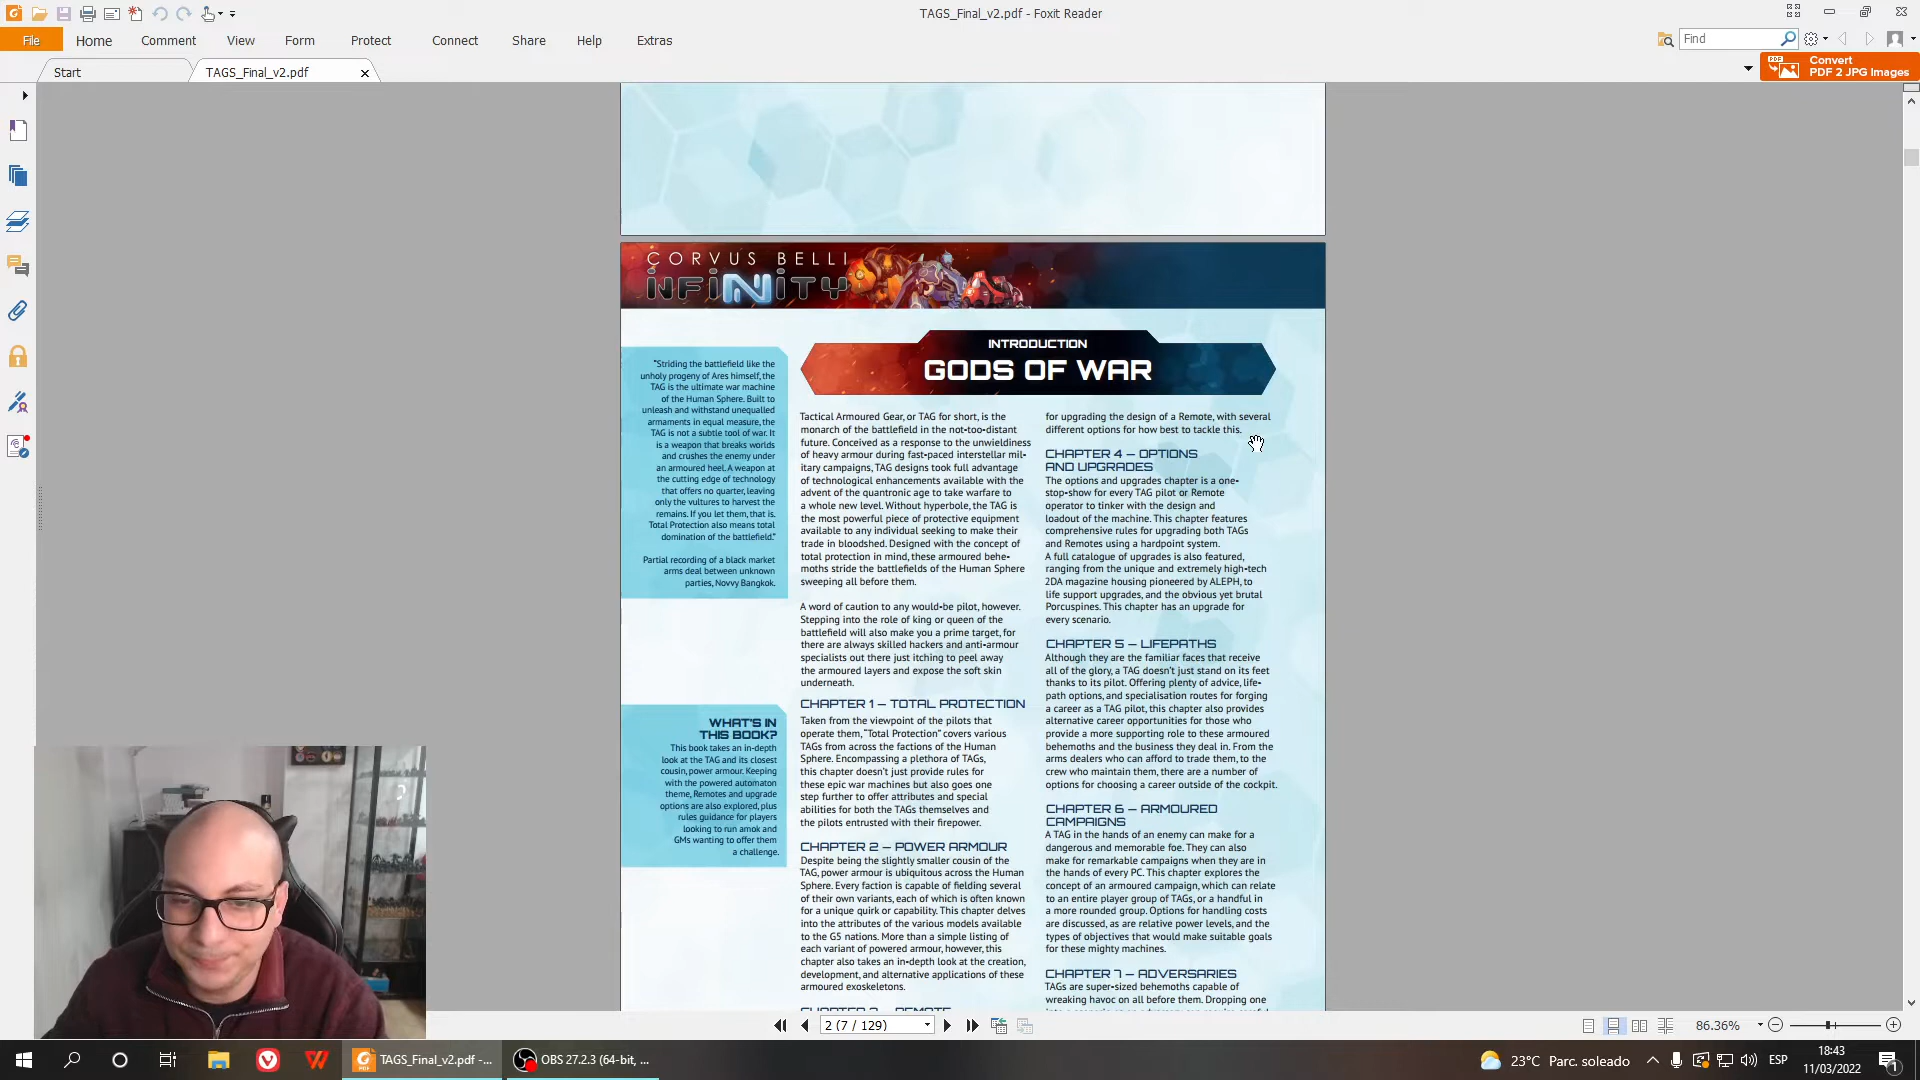 TAGS_Final_v2.pdf - Foxit Reader
File
Home
Comment
View
Form
Protect
Connect
Share
Help
Extras
Find
Start
TAGS_Final_v2.pdf
Convert
PDF 2 JPG Images
CORVUS BELLI
INFINITY
INTRODUCTION
GODS OF WAR
"Striding the battlefield like the
unholy progeny of Ares himself, the
TAG is the ultimate war machine
of the Human Sphere. Built to
unleash and withstand unequalled
armaments in equal measure, the
TAG is not a subtle tool of war. It
is a weapon that breaks worlds
and crushes the enemy under
an armoured heel. A weapon at
the cutting edge of technology
that offers no quarter, leaving
only the vultures to harvest the
remains. If you let them, that is.
Total Protection also means total
domination of the battlefield."
Partial recording of a black market
arms deal between unknown
parties, Novvy Bangkok.
WHAT'S IN
THIS BOOK?
This book takes an in-depth
look at the TAG and its closest
cousin, power armour. Keeping
with the powered automaton
theme, Remotes and upgrade
options are also explored, plus
rules guidance for players
looking to run amok and
GMs wanting to offer them
a challenge.
Tactical Armoured Gear, or TAG for short, is the
monarch of the battlefield in the not-too-distant
future. Conceived as a response to the unwieldiness
of heavy armour during fast-paced interstellar mil-
itary campaigns, TAG designs took full advantage
of technological enhancements available with the
advent of the quantronic age to take warfare to
a whole new level. Without hyperbole, the TAG is
the most powerful piece of protective equipment
available to any individual seeking to make their
trade in bloodshed. Designed with the concept of
total protection in mind, these armoured behe-
moths stride the battlefields of the Human Sphere
sweeping all before them.
A word of caution to any would-be pilot, however.
Stepping into the role of king or queen of the
battlefield will also make you a prime target, for
there are always skilled hackers and anti-armour
specialists out there just itching to peel away
the armoured layers and expose the soft skin
underneath.
CHAPTER 1 – TOTAL PROTECTION
Taken from the viewpoint of the pilots that
operate them, "Total Protection" covers various
TAGs from across the factions of the Human
Sphere. Encompassing a plethora of TAGs,
this chapter doesn't just provide rules for
these epic war machines but also goes one
step further to offer attributes and special
abilities for both the TAGs themselves and
the pilots entrusted with their firepower.
CHAPTER 2 – POWER ARMOUR
Despite being the slightly smaller cousin of the
TAG, power armour is ubiquitous across the Human
Sphere. Every faction is capable of fielding several
of their own variants, each of which is often known
for a unique quirk or capability. This chapter delves
into the attributes of the various models available
to the G5 nations. More than a simple listing of
each variant of powered armour, however, this
chapter also takes an in-depth look at the creation,
development, and alternative applications of these
armoured exoskeletons.
CHAPTER 3 – REMOTE
for upgrading the design of a Remote, with several
different options for how best to tackle this.
CHAPTER 4 – OPTIONS
AND UPGRADES
The options and upgrades chapter is a one-
stop-show for every TAG pilot or Remote
operator to tinker with the design and
loadout of the machine. This chapter features
comprehensive rules for upgrading both TAGs
and Remotes using a hardpoint system.
A full catalogue of upgrades is also featured,
ranging from the unique and extremely high-tech
2DA magazine housing pioneered by ALEPH, to
life support upgrades, and the obvious yet brutal
Porcuspines. This chapter has an upgrade for
every scenario.
CHAPTER 5 – LIFEPATHS
Although they are the familiar faces that receive
all of the glory, a TAG doesn't just stand on its feet
thanks to its pilot. Offering plenty of advice, life-
path options, and specialisation routes for forging
a career as a TAG pilot, this chapter also provides
alternative career opportunities for those who
provide a more supporting role to these armoured
behemoths and the business they deal in. From the
arms dealers who can afford to trade them, to the
crew who maintain them, there are a number of
options for choosing a career outside of the cockpit.
CHAPTER 6 – ARMOURED
CAMPAIGNS
A TAG in the hands of an enemy can make for a
dangerous and memorable foe. They can also
make for remarkable campaigns when they are in
the hands of every PC. This chapter explores the
concept of an armoured campaign, which can relate
to an entire player group of TAGs, or a handful in
a more rounded group. Options for handling costs
are discussed, as are relative power levels, and the
types of objectives that would make suitable goals
for these mighty machines.
CHAPTER 7 – ADVERSARIES
TAGs are super-sized behemoths capable of
wreaking havoc on all before them. Dropping one
2 (7 / 129)
86.36%
TAGS_Final_v2.pdf -...
OBS 27.2.3 (64-bit, ...
23°C Parc. soleado
ESP
18:43
11/03/2022
1